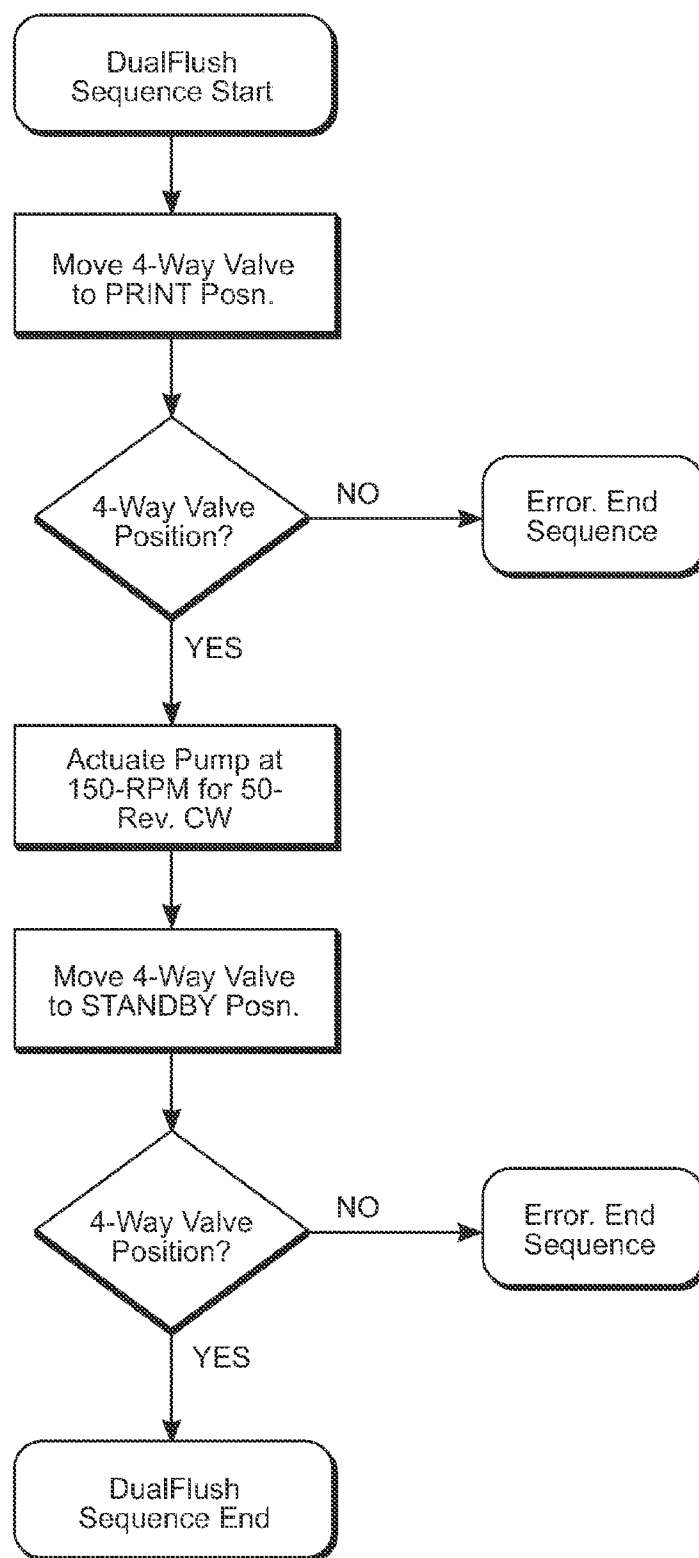 DualFlush
Sequence Start
Move 4-Way Valve
to PRINT Posn.
4-Way Valve
Position?
NO
Error. End
Sequence
YES
Actuate Pump at
150-RPM for 50-
Rev. CW
Move 4-Way Valve
to STANDBY Posn.
4-Way Valve
Position?
NO
Error. End
Sequence
YES
DualFlush
Sequence End